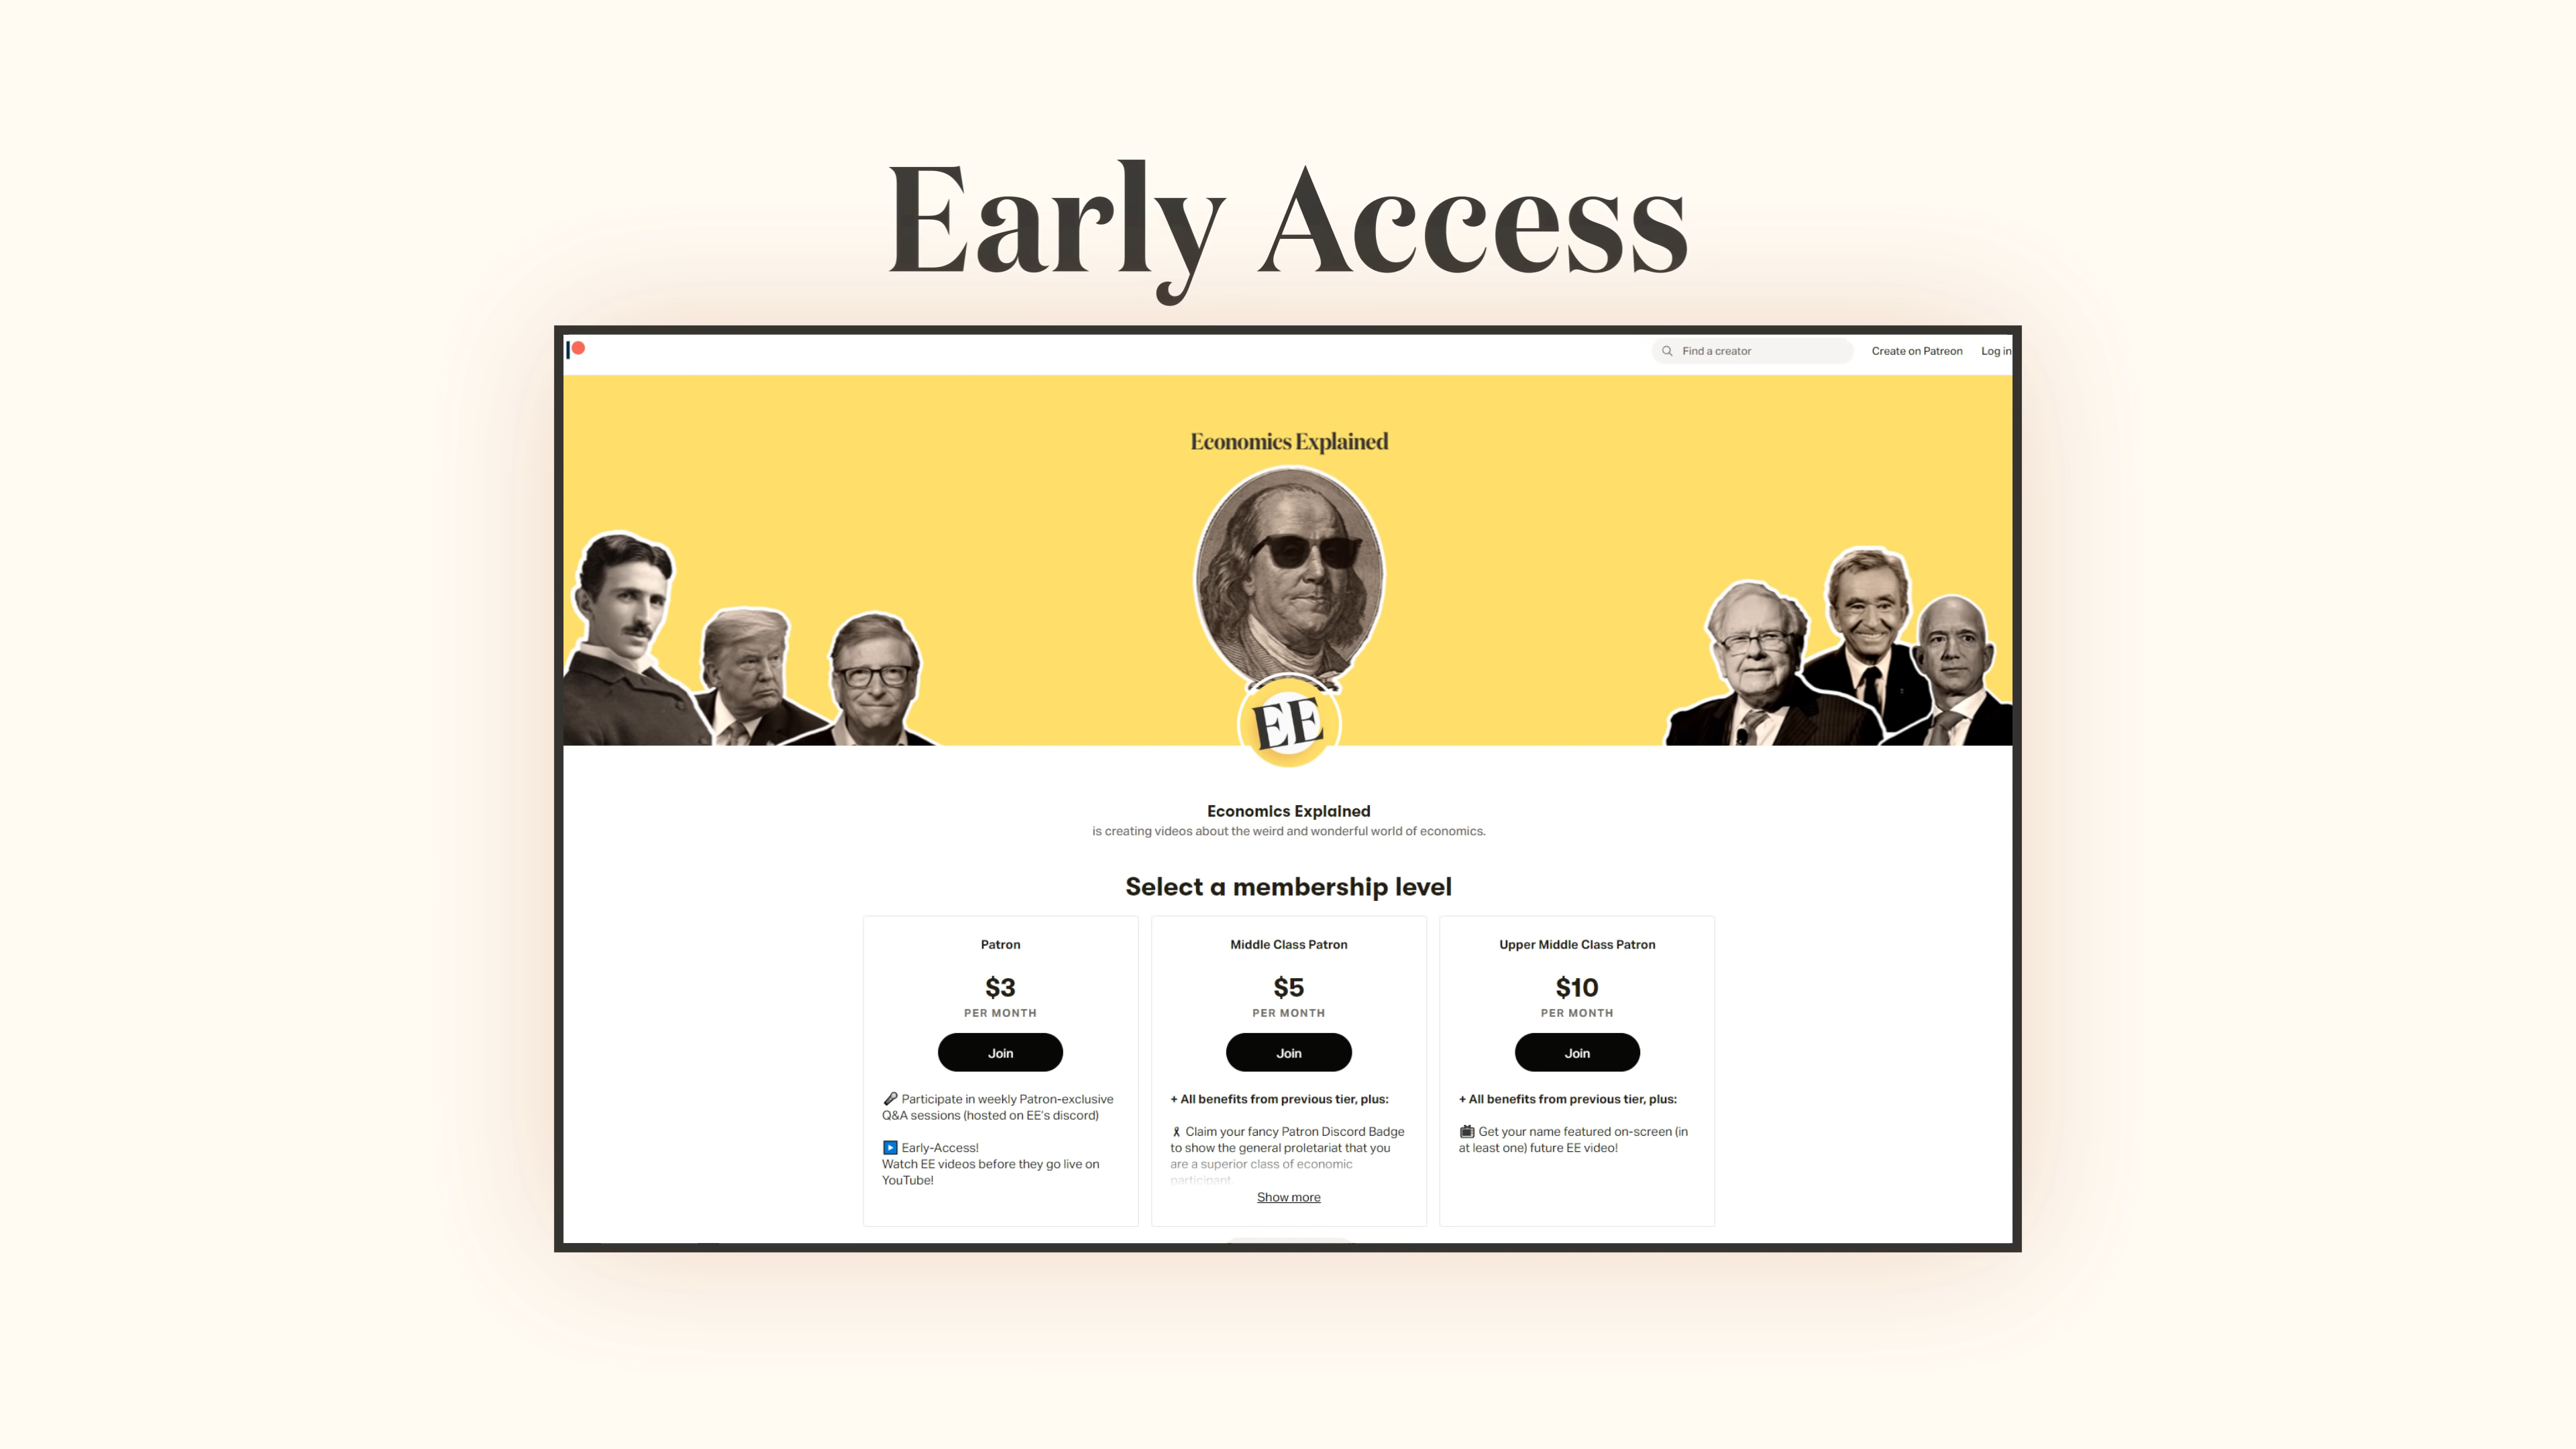 Early Access
Find a creator
Create on Patreon
Log in
Economics Explained
EE
Economics Explained
is creating videos about the weird and wonderful world of economics.
Select a membership level
Patron
$3
PER MONTH
Join
Participate in weekly Patron-exclusive
Q&A sessions (hosted on EE's discord)
Early-Access!
Watch EE videos before they go live on
YouTube!
Middle Class Patron
$5
PER MONTH
Join
+ All benefits from previous tier, plus:
Claim your fancy Patron Discord Badge
to show the general proletariat that you
are a superior class of economic
participant.
Show more
Upper Middle Class Patron
$10
PER MONTH
Join
+ All benefits from previous tier, plus:
Get your name featured on-screen (in
at least one) future EE video!